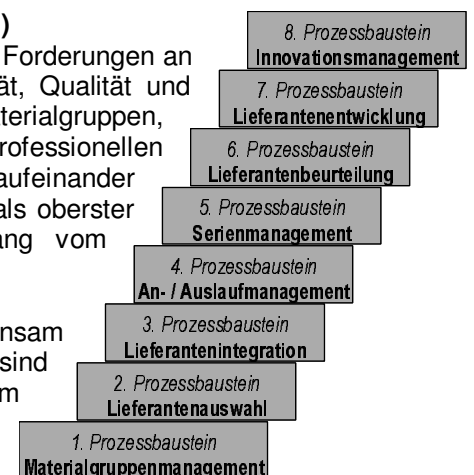 )
Forderungen an
ät, Qualität und
aterialgruppen,
rofessionellen
aufeinander
als oberster
ang vom
nsam
sind
m
8. Prozessbaustein
Innovationsmanagement
7. Prozessbaustein
Lieferantenentwicklung
6. Prozessbaustein
Lieferantenbeurteilung
5. Prozessbaustein
Serienmanagement
4. Prozessbaustein
An- / Auslaufmanagement
3. Prozessbaustein
Lieferantenintegration
2. Prozessbaustein
Lieferantenauswahl
1. Prozessbaustein
Materialgruppenmanagement